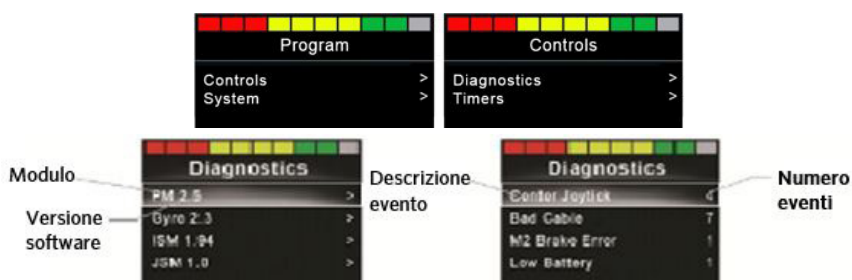 Program
Controls >
System >
Controls
Diagnostics >
Timers >
Modulo
Versione
software
Diagnostics
PM 2.5 >
Gyro 2.3 >
ISM 1.94 >
JSM 1.0 >
Descrizione
evento
Diagnostics
Center Joytick 4
Bad Cable 7
M2 Brake Error 1
Low Battery 1
Numero
eventi